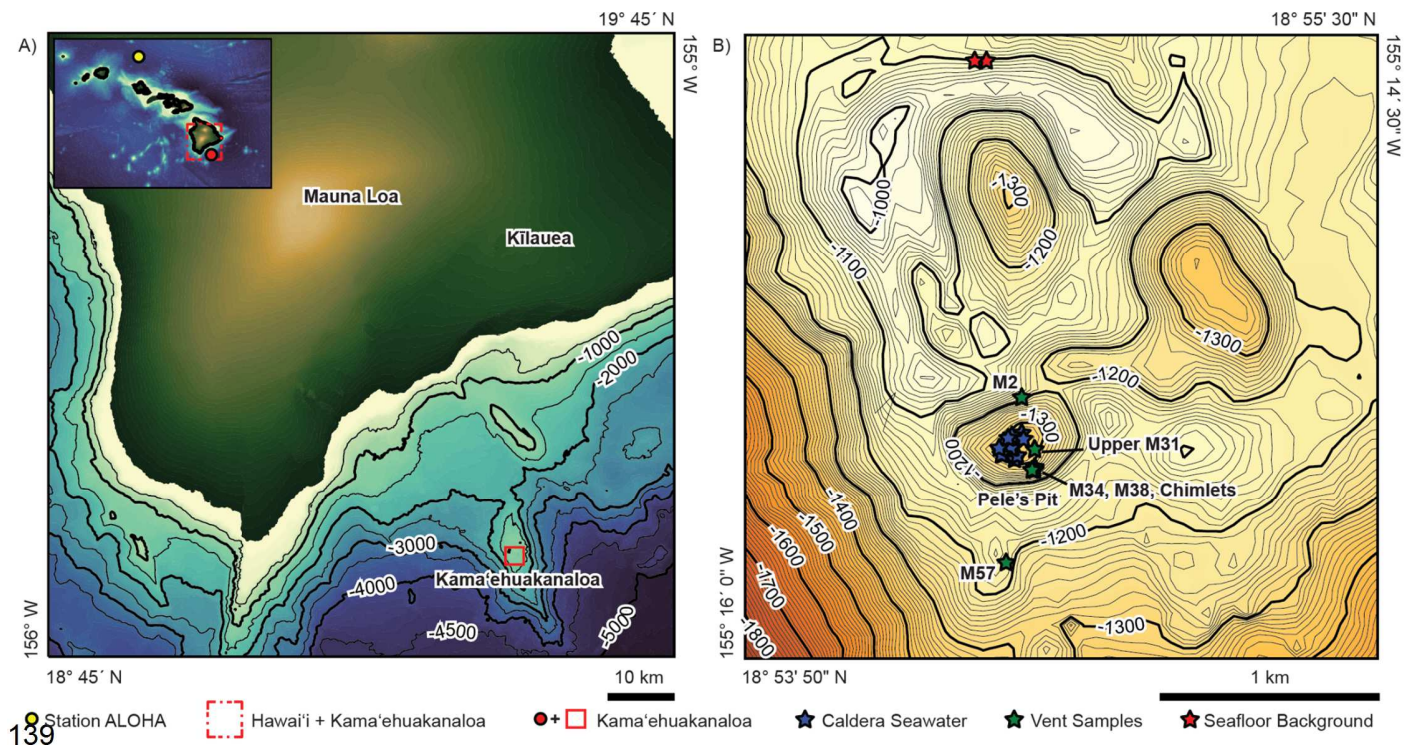 19° 45´ N
A)
155° W
Mauna Loa
Kīlauea
-1000
-2000
-3000
Kamaʻehuakanaloa
-4000
-4500
-5000
156° W
18° 45´ N
10 km
18° 55´ 30" N
B)
155° 14´ 30" W
-1300
-1000
-1200
-1100
-1300
-1200
M2
-1300
-1200
Upper M31
M34, M38, Chimlets
Pele's Pit
-1400
-1500
-1200
-1600
M57
-1700
-1300
-1800
155° 16´ 0" W
18° 53´ 50" N
1 km
Station ALOHA
Hawaiʻi + Kamaʻehuakanaloa
+ Kamaʻehuakanaloa
Caldera Seawater
Vent Samples
Seafloor Background
139